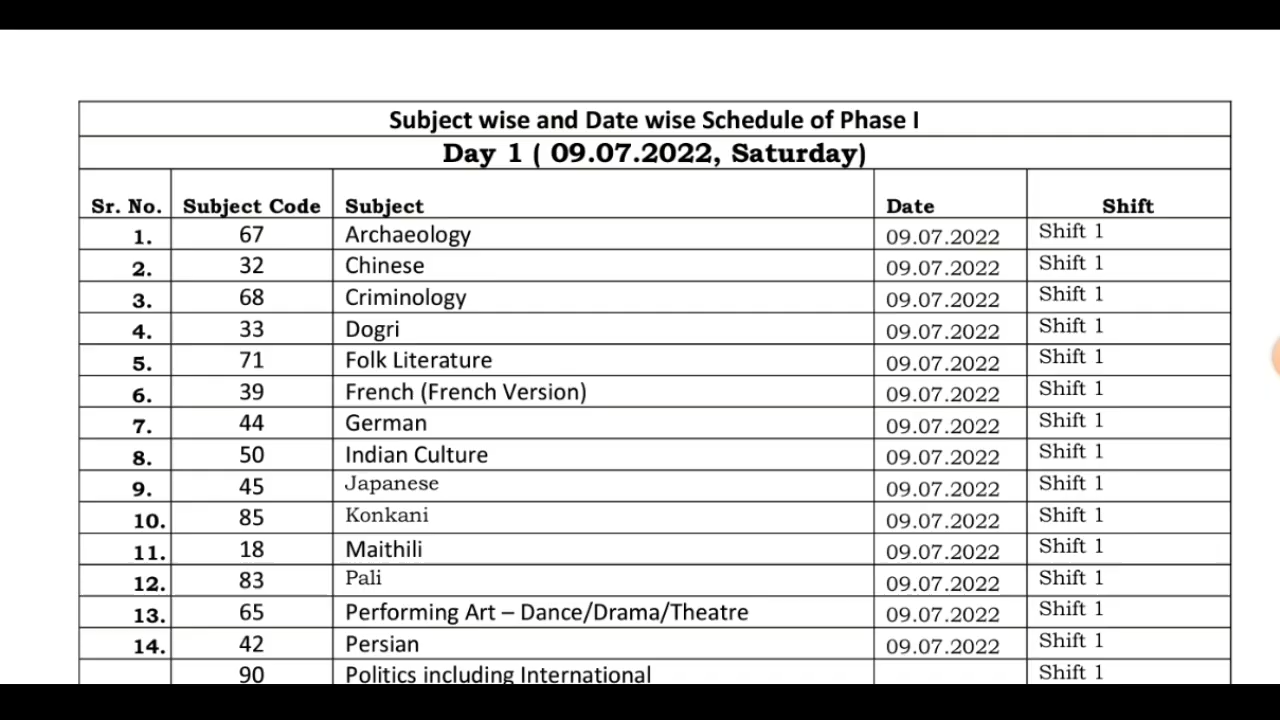 Subject wise and Date wise Schedule of Phase I
Day 1 ( 09.07.2022, Saturday)
Sr. No. Subject Code Subject Date Shift
1. 67 Archaeology 09.07.2022 Shift 1
2. 32 Chinese 09.07.2022 Shift 1
3. 68 Criminology 09.07.2022 Shift 1
4. 33 Dogri 09.07.2022 Shift 1
5. 71 Folk Literature 09.07.2022 Shift 1
6. 39 French (French Version) 09.07.2022 Shift 1
7. 44 German 09.07.2022 Shift 1
8. 50 Indian Culture 09.07.2022 Shift 1
9. 45 Japanese 09.07.2022 Shift 1
10. 85 Konkani 09.07.2022 Shift 1
11. 18 Maithili 09.07.2022 Shift 1
12. 83 Pali 09.07.2022 Shift 1
13. 65 Performing Art – Dance/Drama/Theatre 09.07.2022 Shift 1
14. 42 Persian 09.07.2022 Shift 1
90 Politics including International Shift 1